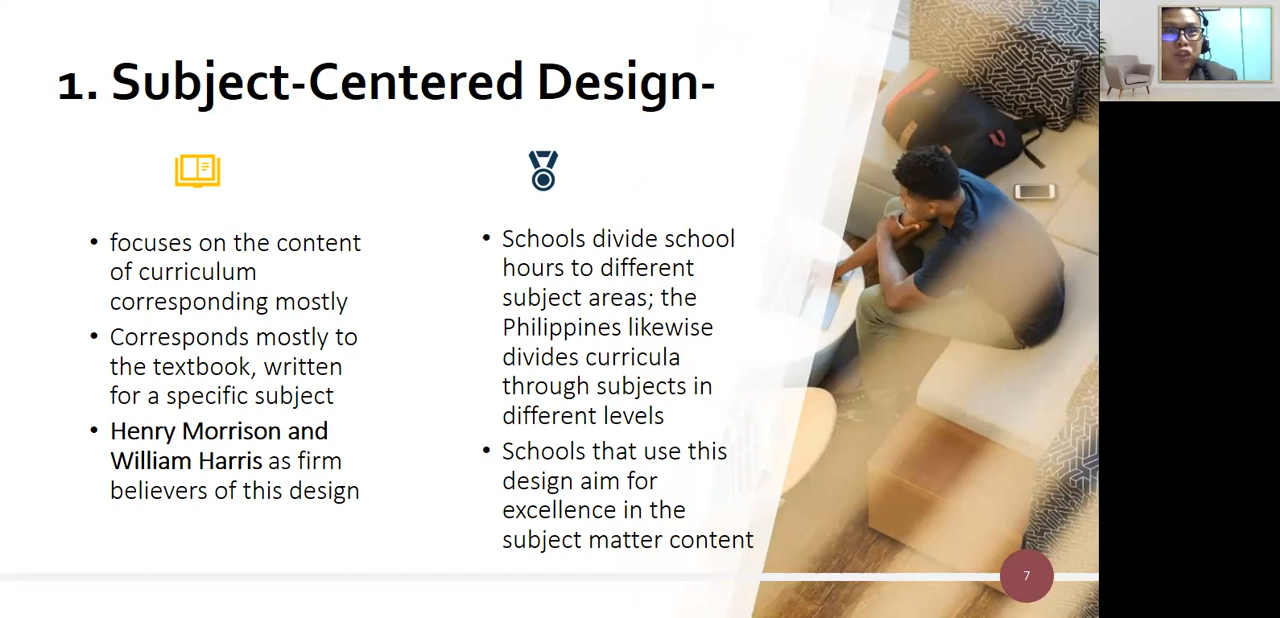 1. Subject-Centered Design-
• focuses on the content
of curriculum
corresponding mostly
• Corresponds mostly to
the textbook, written
for a specific subject
• Henry Morrison and
William Harris as firm
believers of this design
• Schools divide school
hours to different
subject areas; the
Philippines likewise
divides curricula
through subjects in
different levels
• Schools that use this
design aim for
excellence in the
subject matter content
7